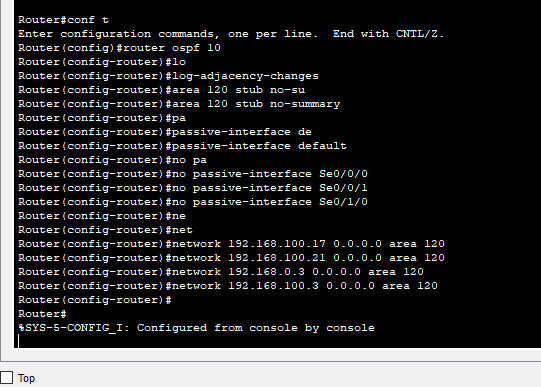 Router#conf t
Enter configuration commands, one per line.  End with CNTL/Z.
Router(config)#router ospf 10
Router(config-router)#lo
Router(config-router)#log-adjacency-changes
Router(config-router)#area 120 stub no-su
Router(config-router)#area 120 stub no-summary
Router(config-router)#pa
Router(config-router)#passive-interface de
Router(config-router)#passive-interface default
Router(config-router)#no pa
Router(config-router)#no passive-interface Se0/0/0
Router(config-router)#no passive-interface Se0/0/1
Router(config-router)#no passive-interface Se0/1/0
Router(config-router)#ne
Router(config-router)#net
Router(config-router)#network 192.168.100.17 0.0.0.0 area 120
Router(config-router)#network 192.168.100.21 0.0.0.0 area 120
Router(config-router)#network 192.168.0.3 0.0.0.0 area 120
Router(config-router)#network 192.168.100.3 0.0.0.0 area 120
Router(config-router)#
Router#
%SYS-5-CONFIG_I: Configured from console by console
Top